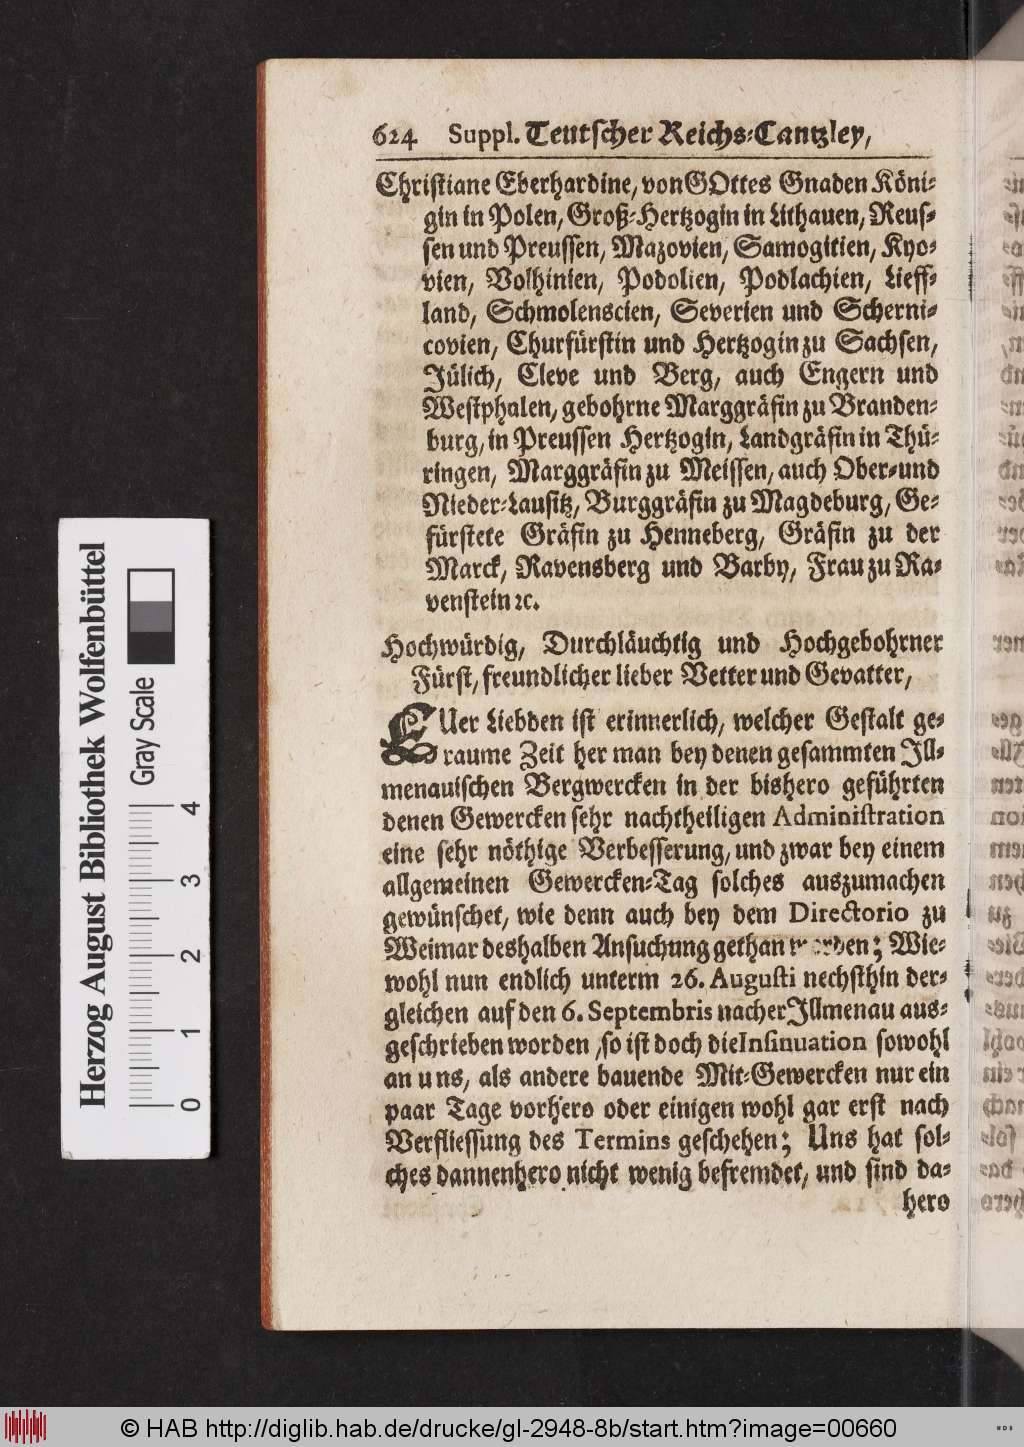 624 Suppl. Teutscher Reichs-Cantzley,
Christiane Eberhardine, von GOttes Gnaden Köni-
gin in Polen, Groß-Hertzogin in Lithauen, Reus-
sen und Preussen, Mazovien, Samogitien, Kyo-
vien, Volhinien, Podolien, Podlachien, Lieff-
land, Schmolenscien, Severien und Scherni-
covien, Churfürstin und Hertzogin zu Sachsen,
Jülich, Cleve und Berg, auch Engern und
Westphalen, gebohrne Marggräfin zu Branden-
burg, in Preussen Hertzogin, Landgräfin in Thü-
ringen, Marggräfin zu Meissen, auch Ober- und
Nieder-Lausitz, Burggräfin zu Magdeburg, Ge-
fürstete Gräfin zu Henneberg, Gräfin zu der
Marck, Ravensberg und Barby, Frau zu Ra-
venstein ꝛc.
Hochwürdig, Durchläuchtig und Hochgebohrner
Fürst, freundlicher lieber Vetter und Gevatter,
EUer Liebden ist erinnerlich, welcher Gestalt ge-
raume Zeit her man bey denen gesammten Ill-
menauischen Bergwercken in der bishero geführten
denen Gewercken sehr nachtheiligen Administration
eine sehr nöthige Verbesserung, und zwar bey einem
allgemeinen Gewercken-Tag solches auszumachen
gewünschet, wie denn auch bey dem Directorio zu
Weimar deshalben Ansuchung gethan worden; Wie-
wohl nun endlich unterm 26. Augusti nechsthin der-
gleichen auf den 6. Septembris nacher Illmenau aus-
geschrieben worden, so ist doch die Insinuation sowohl
an uns, als andere bauende Mit-Gewercken nur ein
paar Tage vorhero oder einigen wohl gar erst nach
Verfliessung des Termins geschehen; Uns hat sol-
ches dannenhero nicht wenig befremdet, und sind da-
hero
Herzog August Bibliothek Wolfenbüttel
Gray Scale
0 1 2 3 4
© HAB http://diglib.hab.de/drucke/gl-2948-8b/start.htm?image=00660